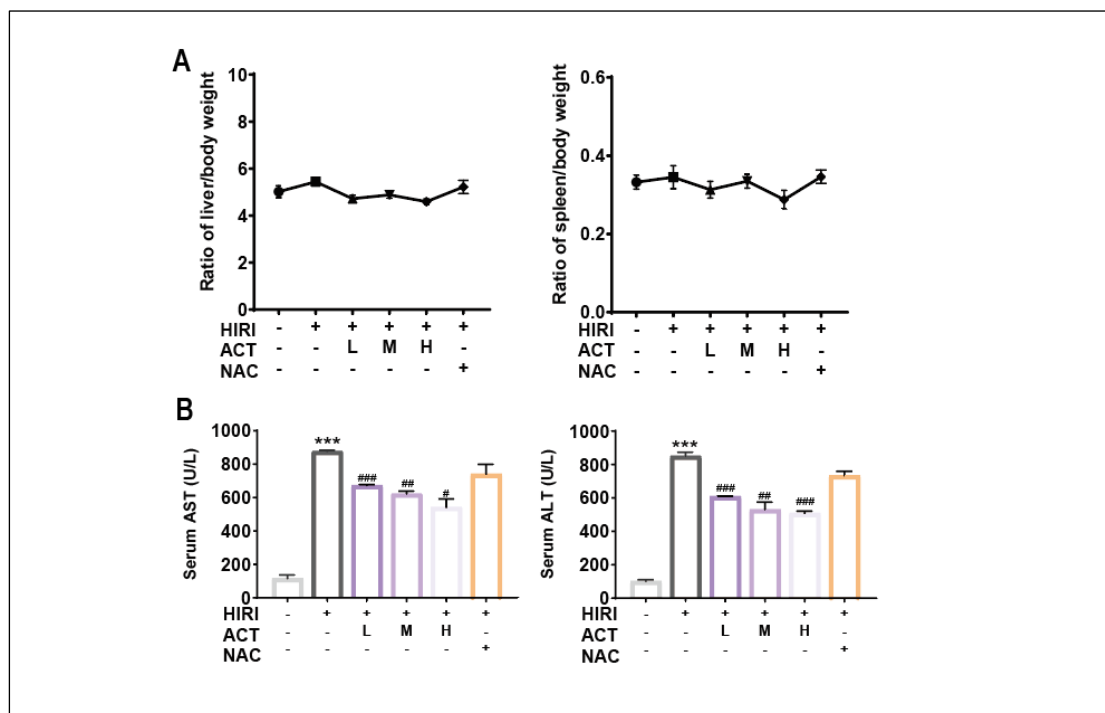 A
Ratio of liver/body weight
10
8
6
4
2
0
HIRI - + + + + +
ACT - - L M H -
NAC - - - - - +
Ratio of spleen/body weight
0.6
0.4
0.2
0.0
HIRI - + + + + +
ACT - - L M H -
NAC - - - - - +
B
Serum AST (U/L)
1000
800
600
400
200
0
***
###
##
#
HIRI - + + + + +
ACT - - L M H -
NAC - - - - - +
Serum ALT (U/L)
1000
800
600
400
200
0
***
###
##
###
HIRI - + + + + +
ACT - - L M H -
NAC - - - - - +